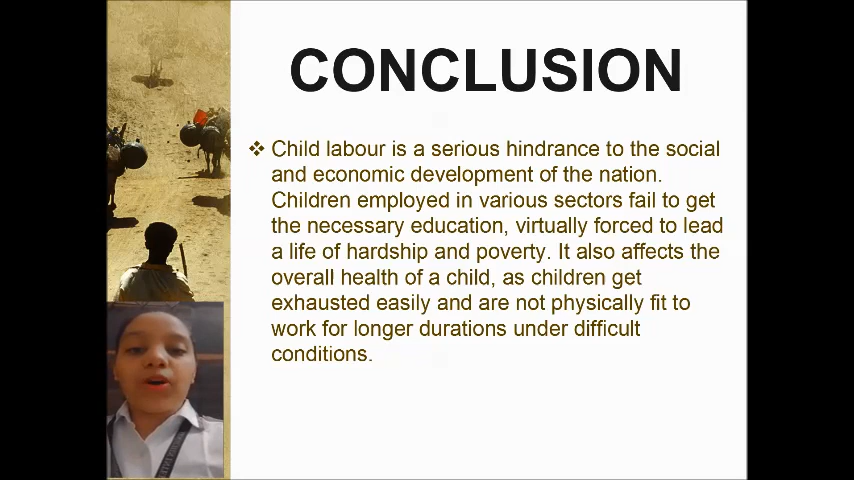 CONCLUSION
❖ Child labour is a serious hindrance to the social
and economic development of the nation.
Children employed in various sectors fail to get
the necessary education, virtually forced to lead
a life of hardship and poverty. It also affects the
overall health of a child, as children get
exhausted easily and are not physically fit to
work for longer durations under difficult
conditions.